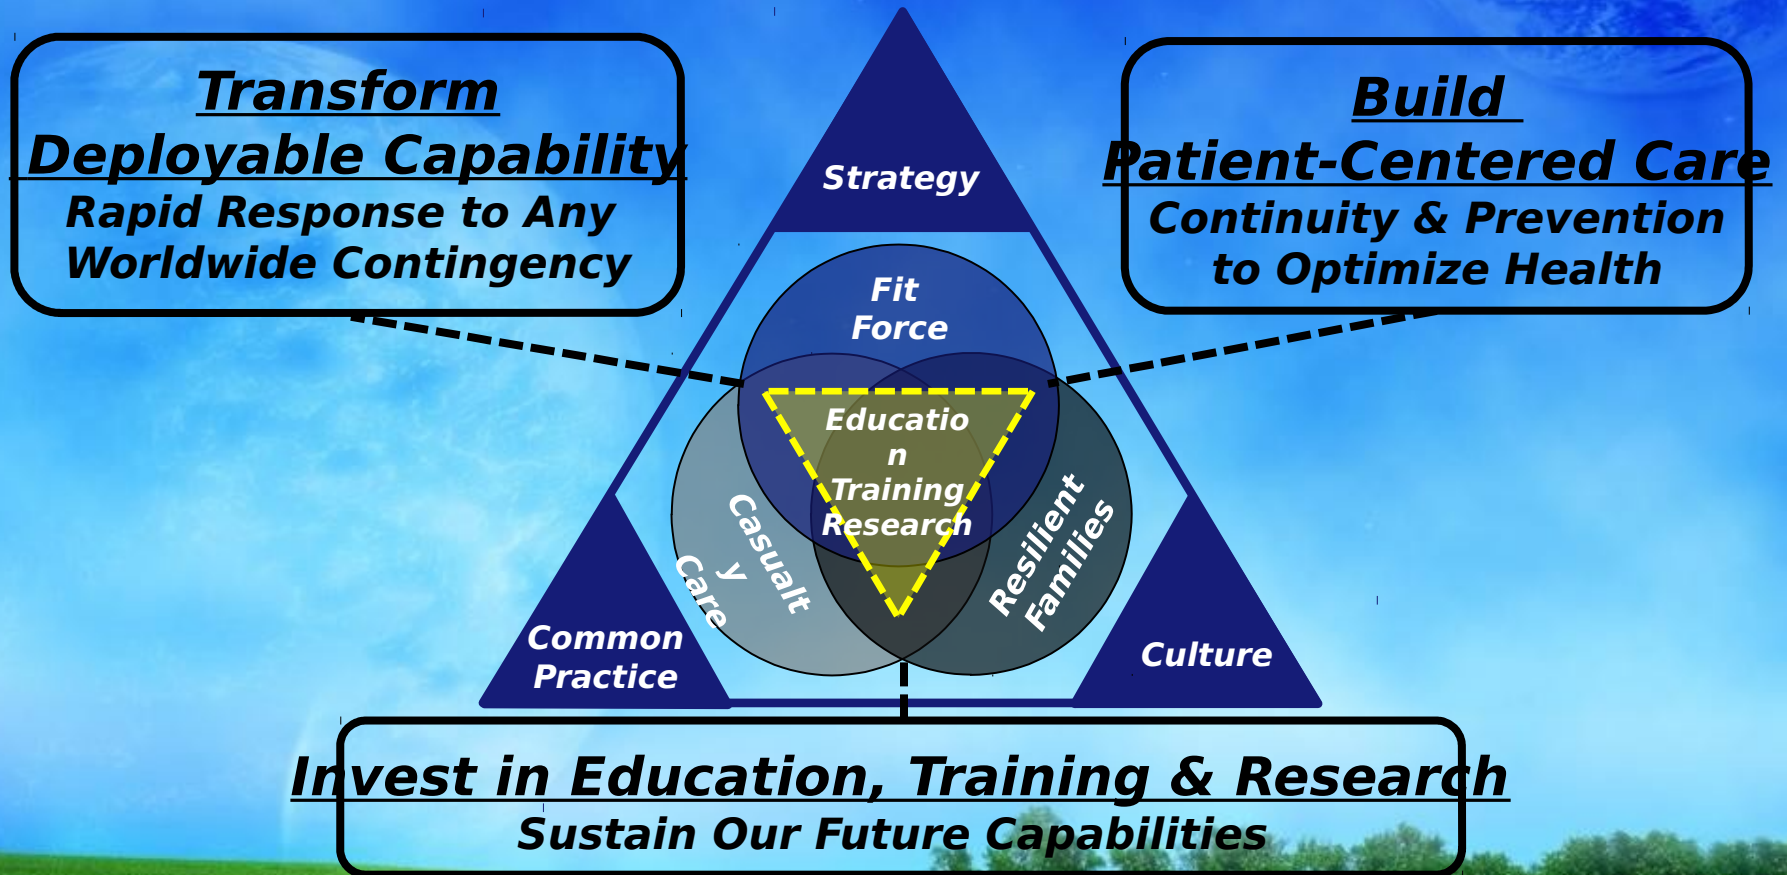 Transform
Deployable Capability
Rapid Response to Any
Worldwide Contingency
Build
Patient-Centered Care
Continuity & Prevention
to Optimize Health
Strategy
Fit
Force
Educatio
n
Training
Research
Casualt
y
Care
Resilient
Families
Common
Practice
Culture
Invest in Education, Training & Research
Sustain Our Future Capabilities